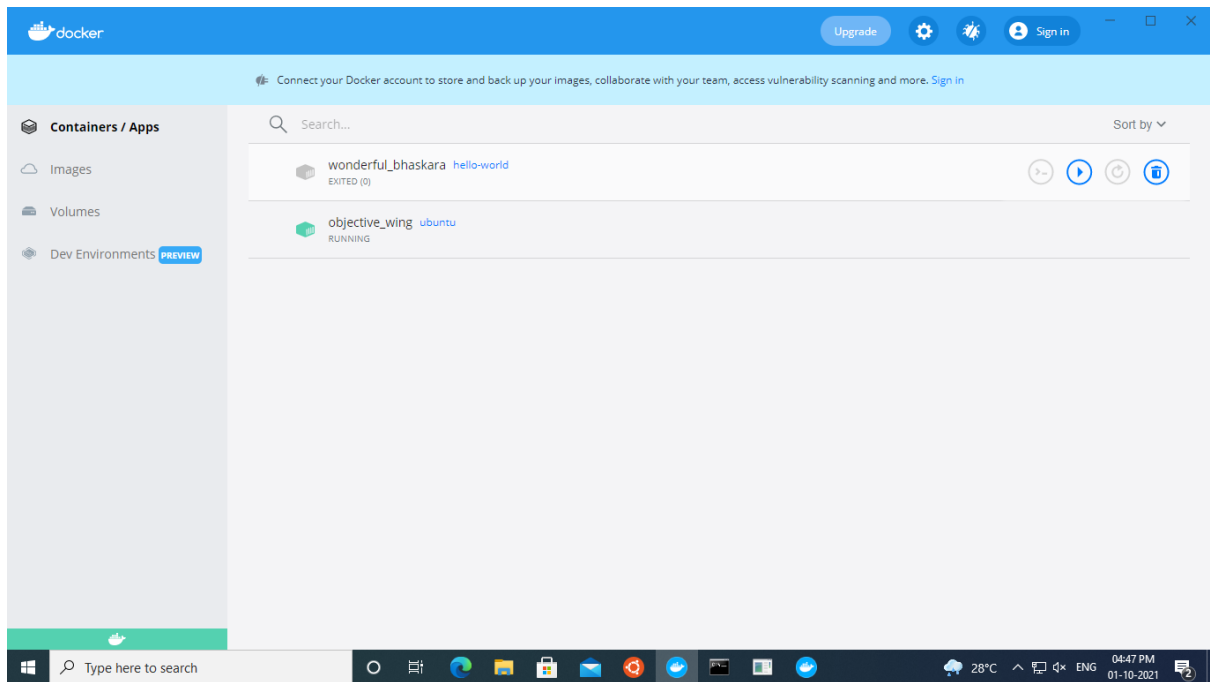 docker
Upgrade
Sign in
Connect your Docker account to store and back up your images, collaborate with your team, access vulnerability scanning and more. Sign in
Containers / Apps
Images
Volumes
Dev Environments PREVIEW
Search...
Sort by
wonderful_bhaskara hello-world
EXITED (0)
objective_wing ubuntu
RUNNING
Type here to search
28°C
ENG
04:47 PM
01-10-2021
2